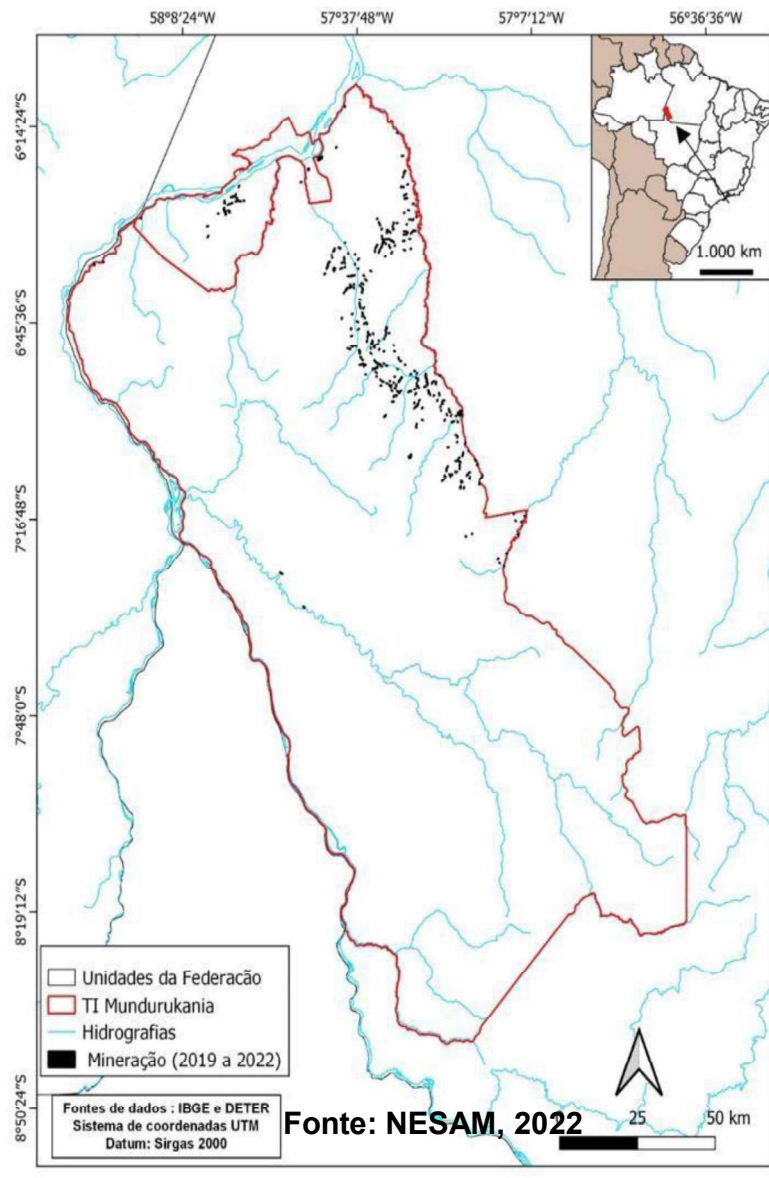 58°8'24"W 57°37'48"W 57°7'12"W 56°36'36"W
6°14'24"S
6°45'36"S
7°16'48"S
7°48'0"S
8°19'12"S
8°50'24"S
1.000 km
Unidades da Federacão
TI Mundurukania
Hidrografias
Mineração (2019 a 2022)
Fontes de dados : IBGE e DETER
Sistema de coordenadas UTM
Datum: Sirgas 2000
Fonte: NESAM, 2022
25 50 km